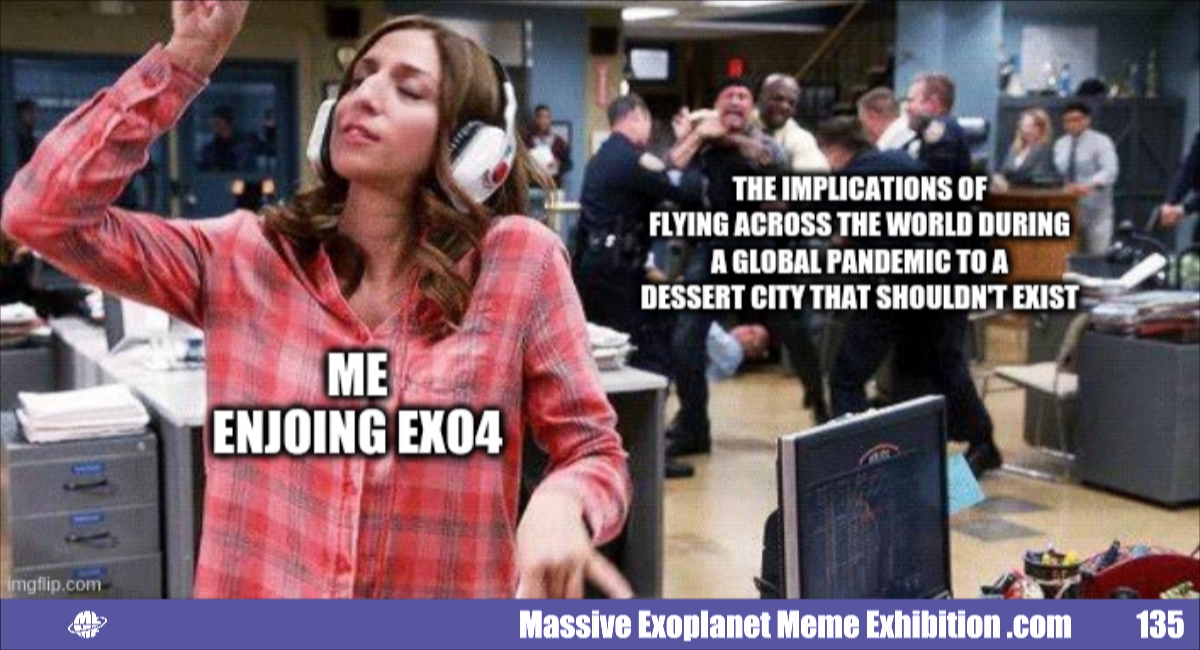 THE IMPLICATIONS OF
FLYING ACROSS THE WORLD DURING
A GLOBAL PANDEMIC TO A
DESSERT CITY THAT SHOULDN'T EXIST
ME
ENJOING EXO4
imgflip.com
Massive Exoplanet Meme Exhibition .com
135